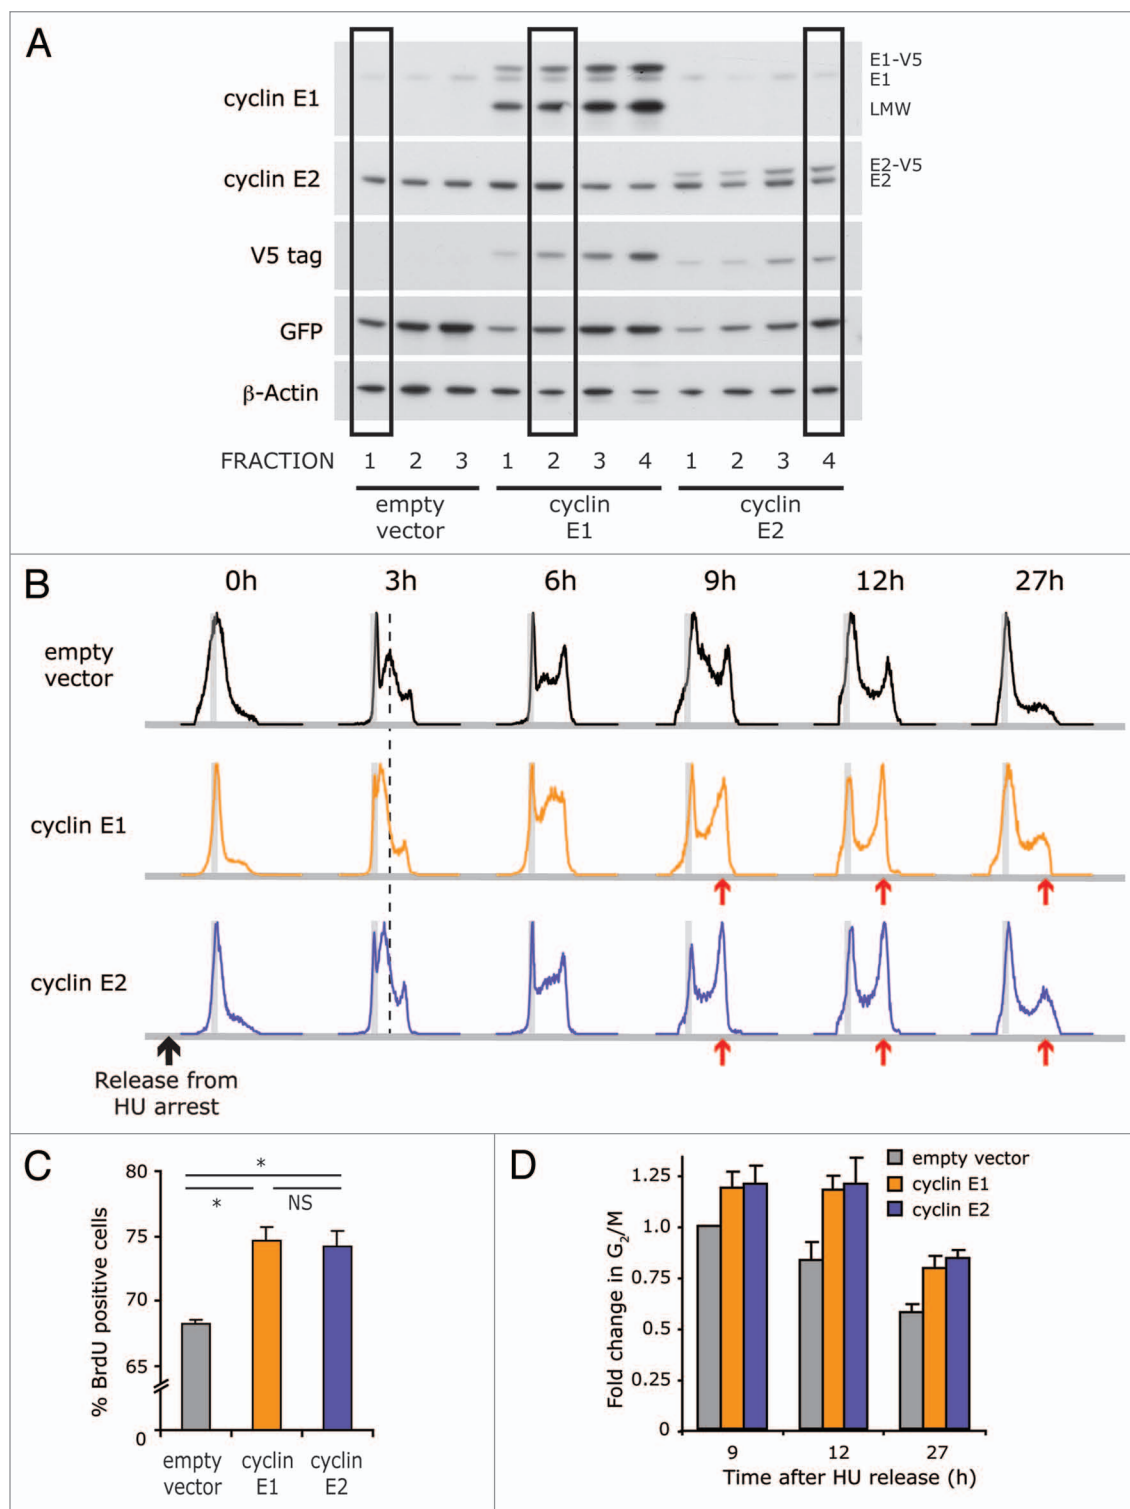 A
cyclin E1
E1-V5
E1
LMW
cyclin E2
E2-V5
E2
V5 tag
GFP
β-Actin
FRACTION 1 2 3 1 2 3 4 1 2 3 4
empty vector
cyclin E1
cyclin E2
B
0h 3h 6h 9h 12h 27h
empty vector
cyclin E1
cyclin E2
Release from
HU arrest
C
% BrdU positive cells
80
75
70
65
0
*
* NS
empty vector
cyclin E1
cyclin E2
D
empty vector
cyclin E1
cyclin E2
Fold change in G₂/M
1.25
1.0
0.75
0.5
0.25
0
9 12 27
Time after HU release (h)